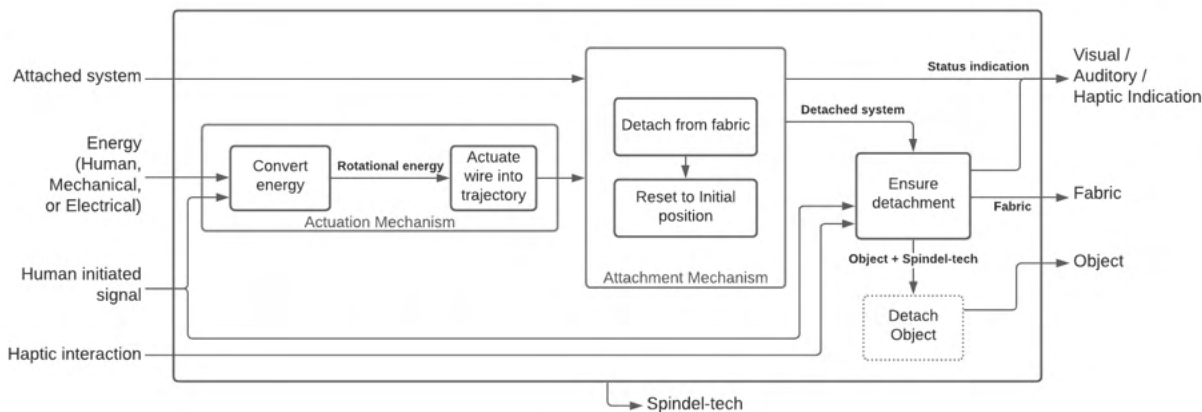 Attached system
Energy
(Human,
Mechanical,
or Electrical)
Human initiated
signal
Haptic interaction
Convert
energy
Rotational energy
Actuate
wire into
trajectory
Actuation Mechanism
Detach from fabric
Reset to Initial
position
Attachment Mechanism
Status indication
Detached system
Ensure
detachment
Fabric
Object + Spindel-tech
Detach
Object
Visual /
Auditory /
Haptic Indication
Fabric
Object
Spindel-tech